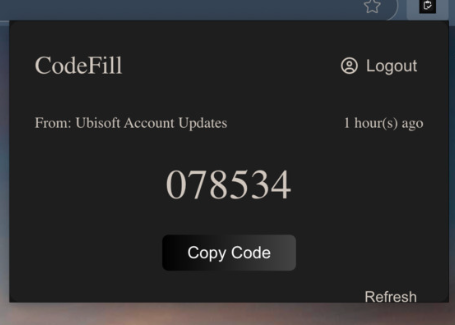 CodeFill
Logout
From: Ubisoft Account Updates
1 hour(s) ago
078534
Copy Code
Refresh